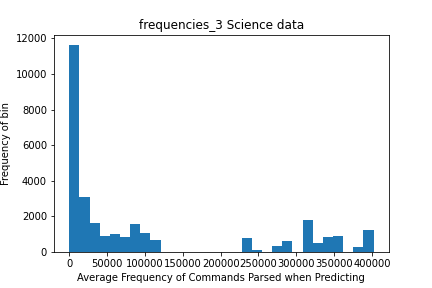 frequencies_3 Science data
12000
10000
8000
6000
4000
2000
0
Frequency of bin
0 50000 100000 150000 200000 250000 300000 350000 400000
Average Frequency of Commands Parsed when Predicting